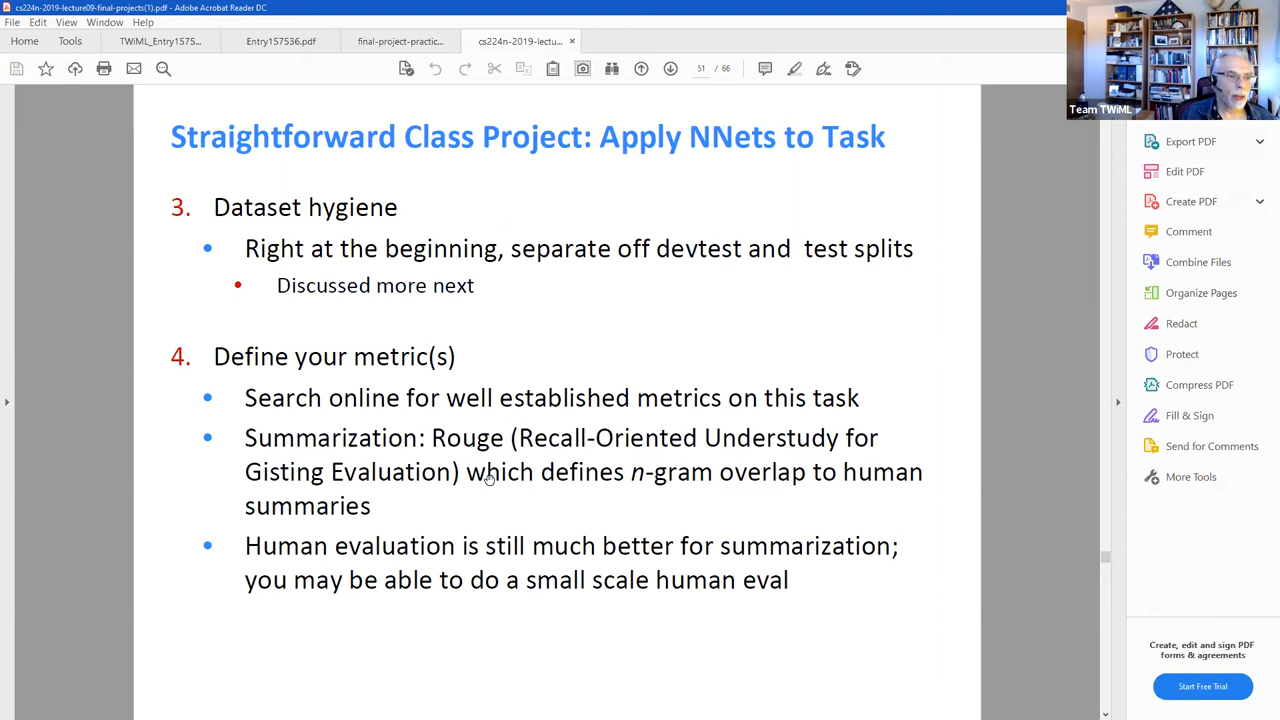 cs224n-2019-lecture09-final-projects(1).pdf - Adobe Acrobat Reader DC
File Edit View Window Help
Home Tools TWiML_Entry1575... Entry157536.pdf final-project-practic... cs224n-2019-lectu... ×
51 / 66
Team TWiML
Straightforward Class Project: Apply NNets to Task
3. Dataset hygiene
• Right at the beginning, separate off devtest and test splits
• Discussed more next
4. Define your metric(s)
• Search online for well established metrics on this task
• Summarization: Rouge (Recall-Oriented Understudy for
Gisting Evaluation) which defines n-gram overlap to human
summaries
• Human evaluation is still much better for summarization;
you may be able to do a small scale human eval
Export PDF
Edit PDF
Create PDF
Comment
Combine Files
Organize Pages
Redact
Protect
Compress PDF
Fill & Sign
Send for Comments
More Tools
Create, edit and sign PDF
forms & agreements
Start Free Trial